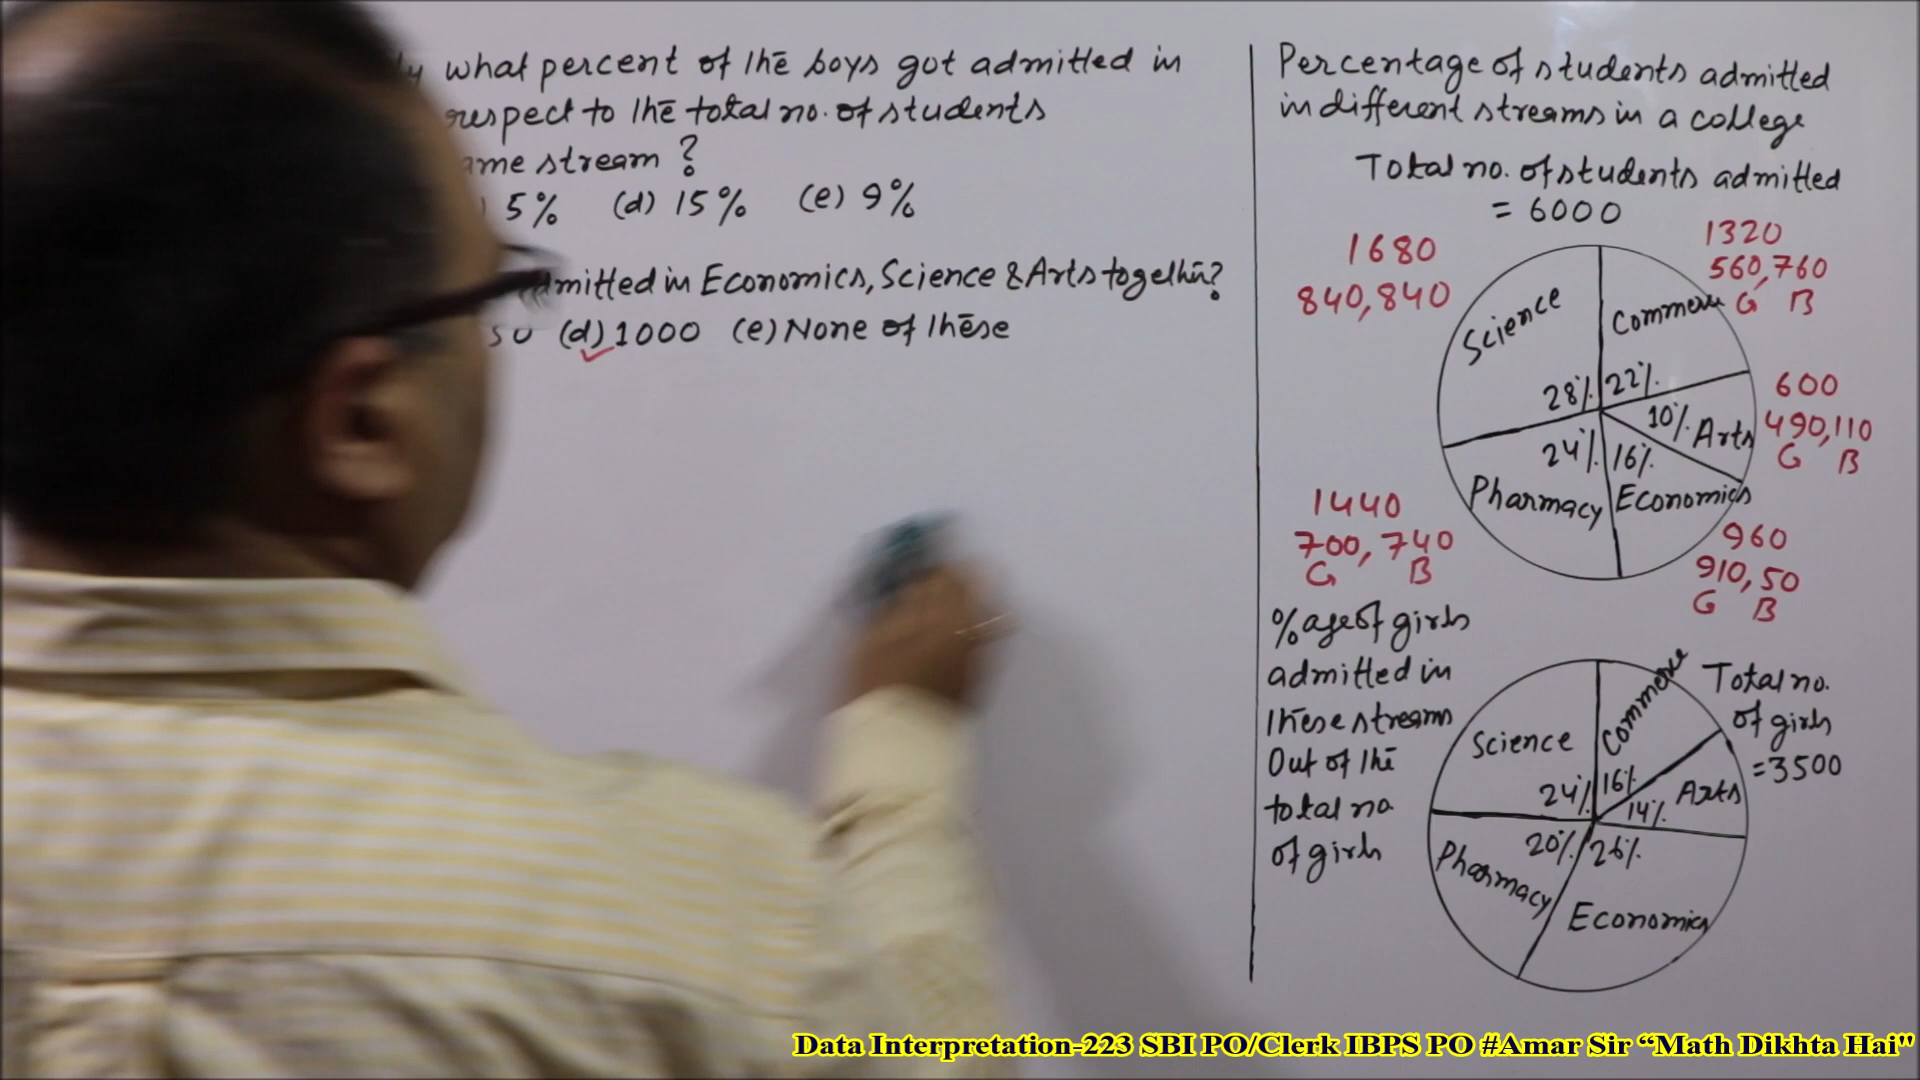 what percent of the boys got admitted in
respect to the total no. of students
stream ?
5% (d) 15% (e) 9%
admitted in Economics, Science & Arts together?
50 (d) 1000 (e) None of these
Percentage of students admitted
in different streams in a college
Total no. of students admitted
= 6000
1680
840, 840
1320
560, 760
G B
Science
Commerce
28% 22%
10% Arts
600
490, 110
G B
24% 16%
Pharmacy Economics
1440
700, 740
G B
960
910, 50
G B
%age of girls
admitted in
these streams
Out of the
total no
of girls
Total no.
of girls
= 3500
Science
Commerce
24% 16%
14% Arts
20% 26%
Pharmacy
Economics
Data Interpretation-223 SBI PO/Clerk IBPS PO #Amar Sir “Math Dikhta Hai"